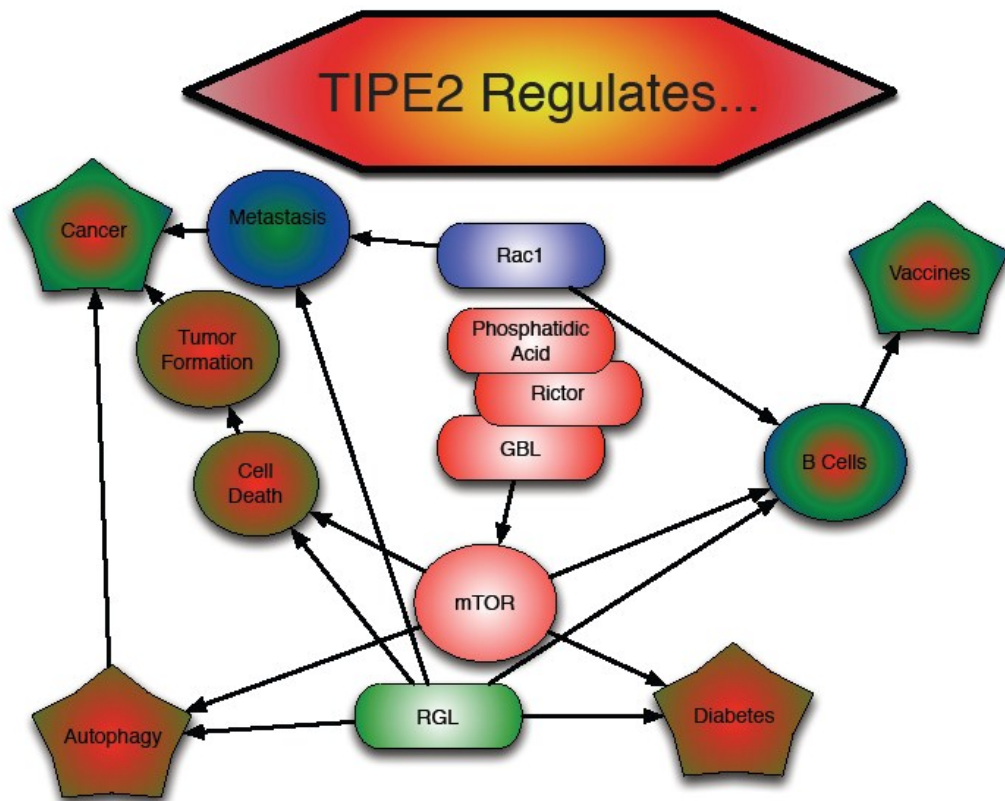 TIPE2 Regulates...
Cancer
Metastasis
Rac1
Vaccines
Phosphatidic
Acid
Tumor
Formation
Rictor
GBL
B Cells
Cell
Death
mTOR
Autophagy
RGL
Diabetes